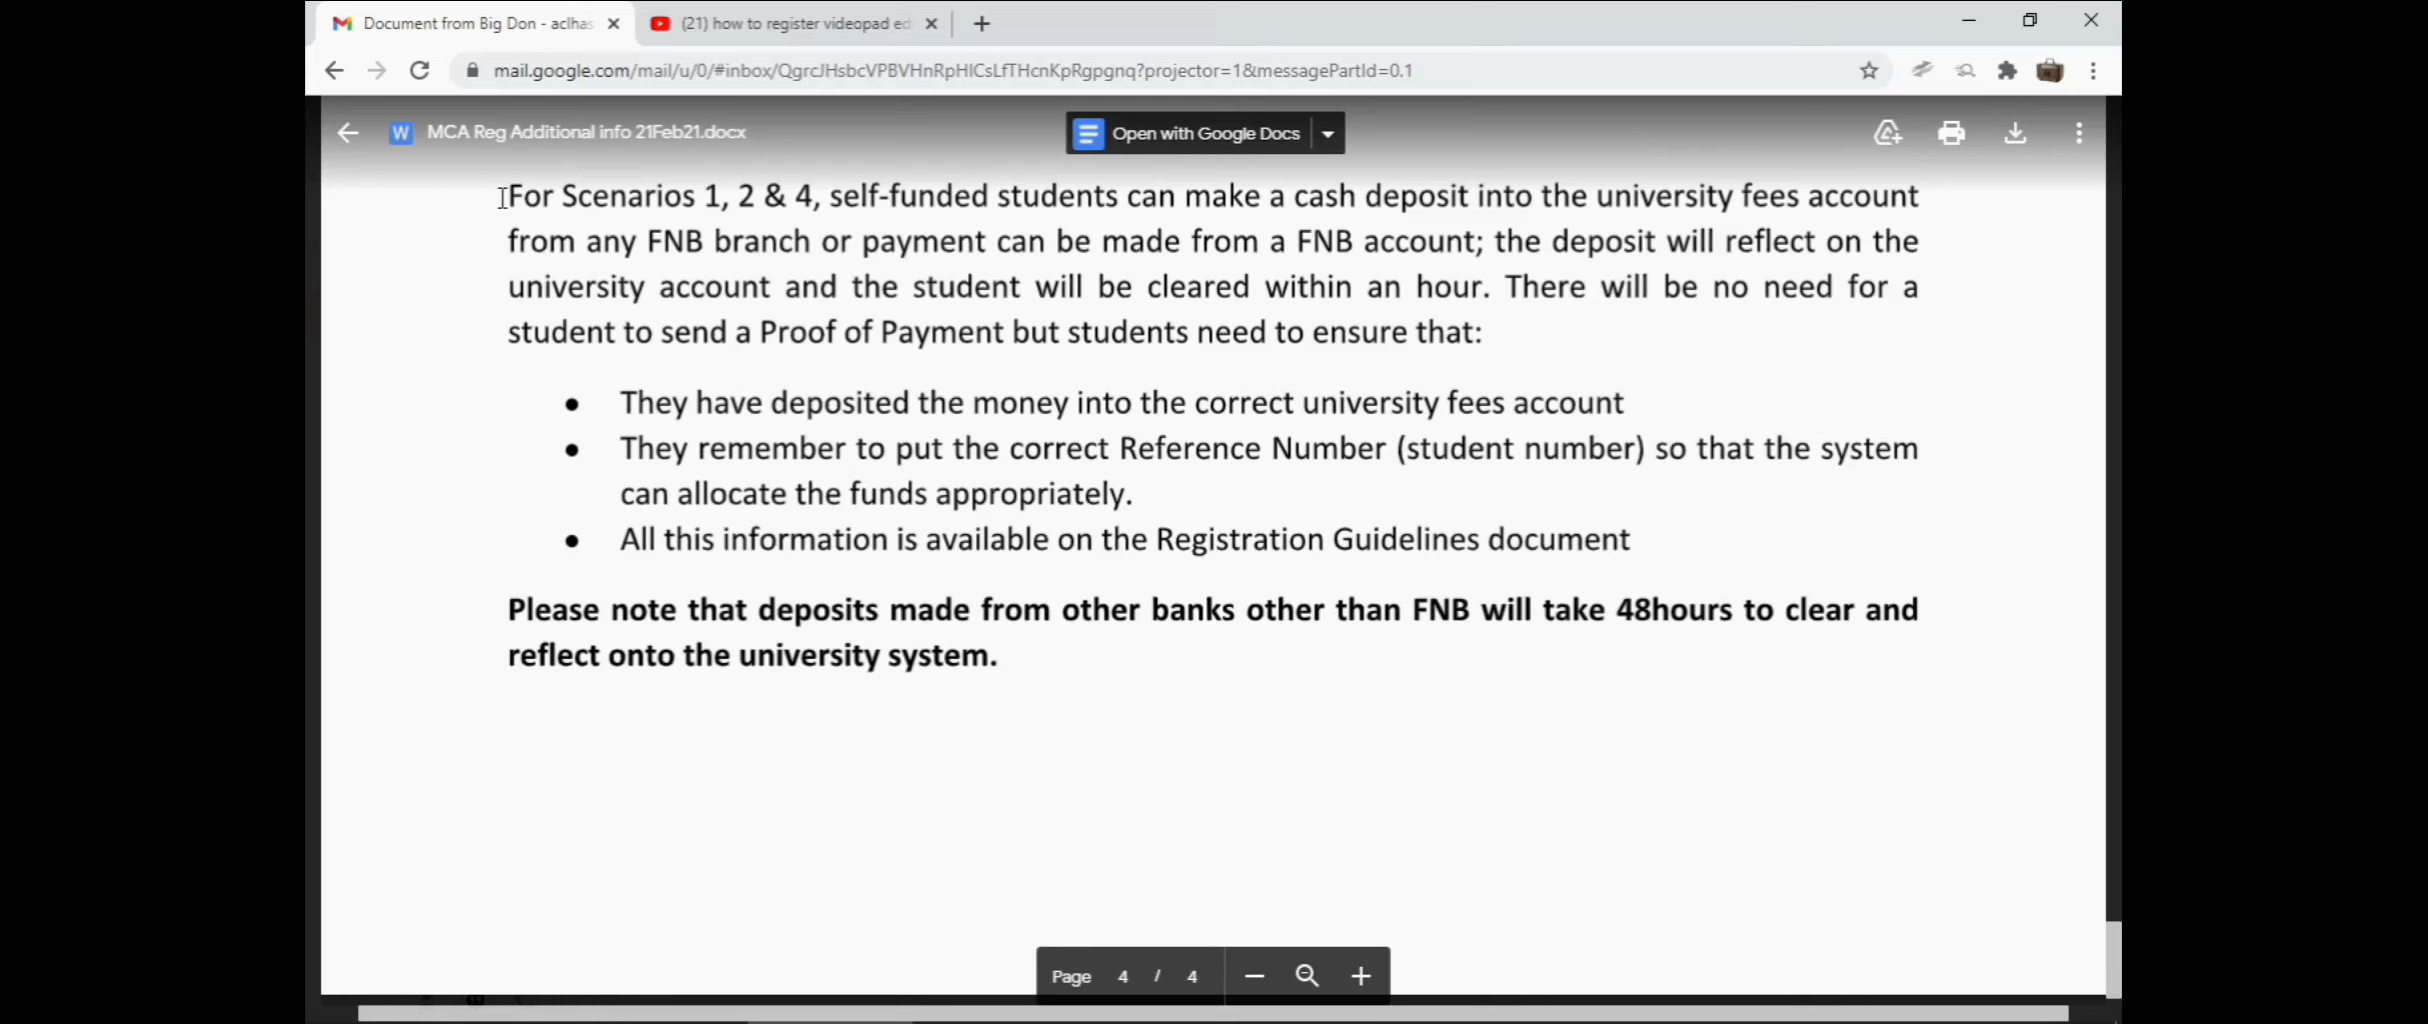 Document from Big Don - aclhas
(21) how to register videopad ed
mail.google.com/mail/u/0/#inbox/QgrcJHsbcVPBVHnRpHlCsLfTHcnKpRgpgnq?projector=1&messagePartId=0.1
W MCA Reg Additional info 21Feb21.docx
Open with Google Docs
For Scenarios 1, 2 & 4, self-funded students can make a cash deposit into the university fees account
from any FNB branch or payment can be made from a FNB account; the deposit will reflect on the
university account and the student will be cleared within an hour. There will be no need for a
student to send a Proof of Payment but students need to ensure that:
• They have deposited the money into the correct university fees account
• They remember to put the correct Reference Number (student number) so that the system
can allocate the funds appropriately.
• All this information is available on the Registration Guidelines document
Please note that deposits made from other banks other than FNB will take 48hours to clear and
reflect onto the university system.
Page 4 / 4